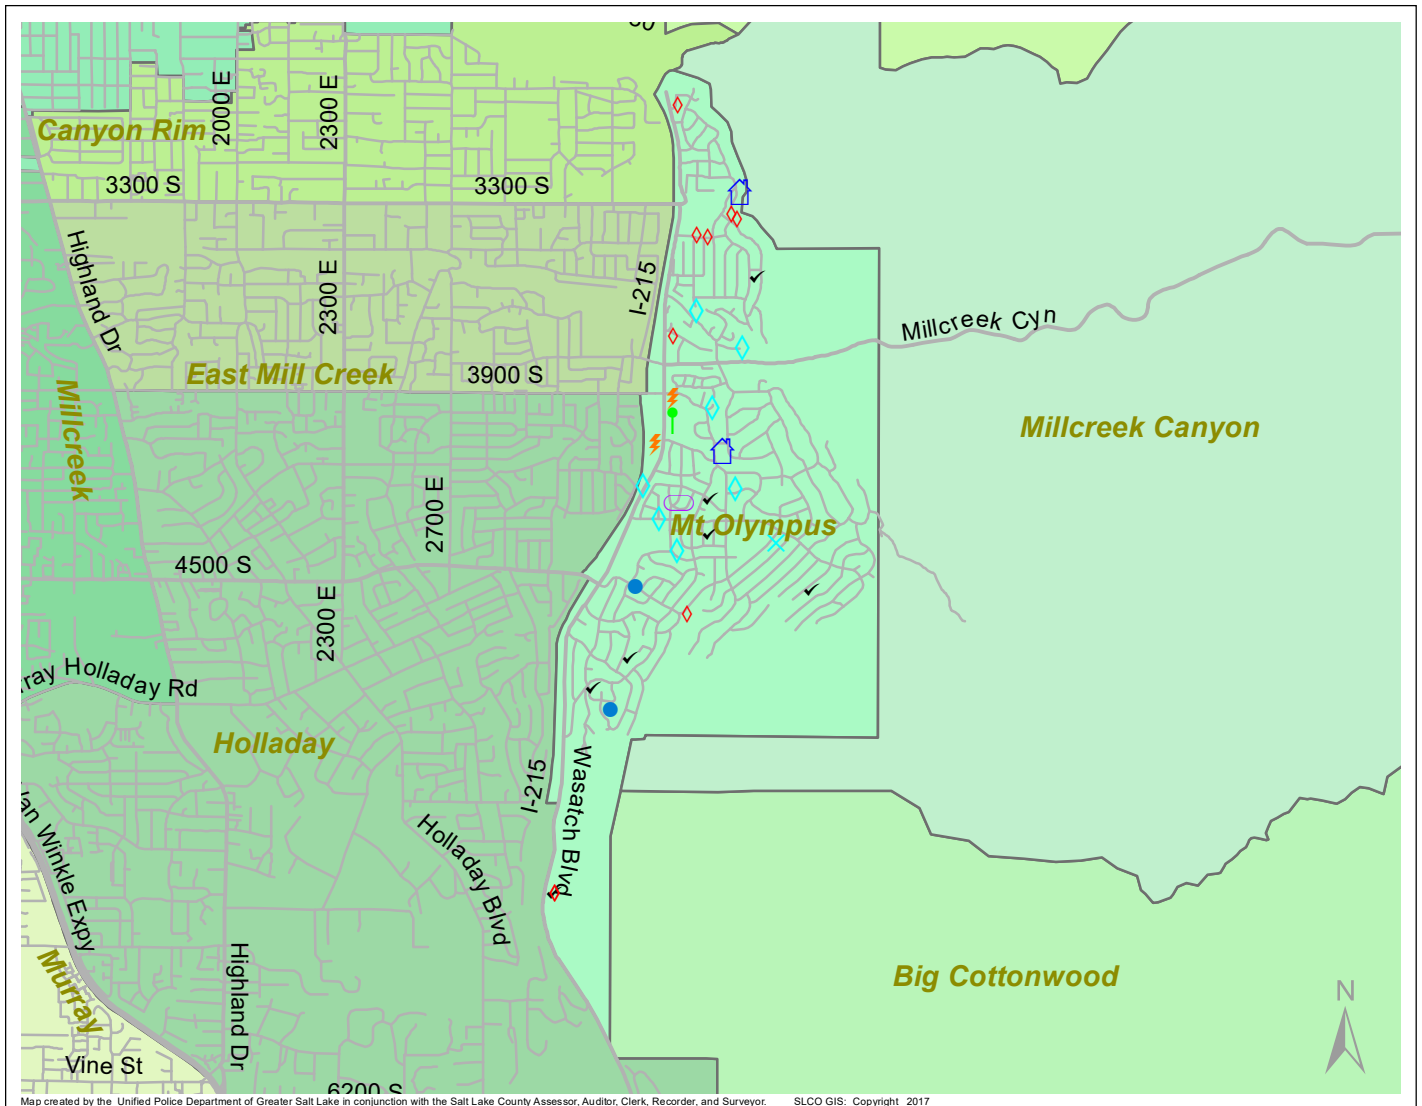 2000 E
2300 E
Canyon Rim
3300 S
3300 S
Highland Dr
2300 E
I-215
Millcreek Cyn
East Mill Creek
3900 S
Millcreek
Millcreek Canyon
2700 E
Mt Olympus
4500 S
2300 E
ray Holladay Rd
Holladay
I-215
Wasatch Blvd
Van Winkle Expy
Holladay Blvd
Murray
Highland Dr
Big Cottonwood
N
Vine St
6200 S
Map created by the Unified Police Department of Greater Salt Lake in conjunction with the Salt Lake County Assessor, Auditor, Clerk, Recorder, and Surveyor. SLCO GIS: Copyright 2017